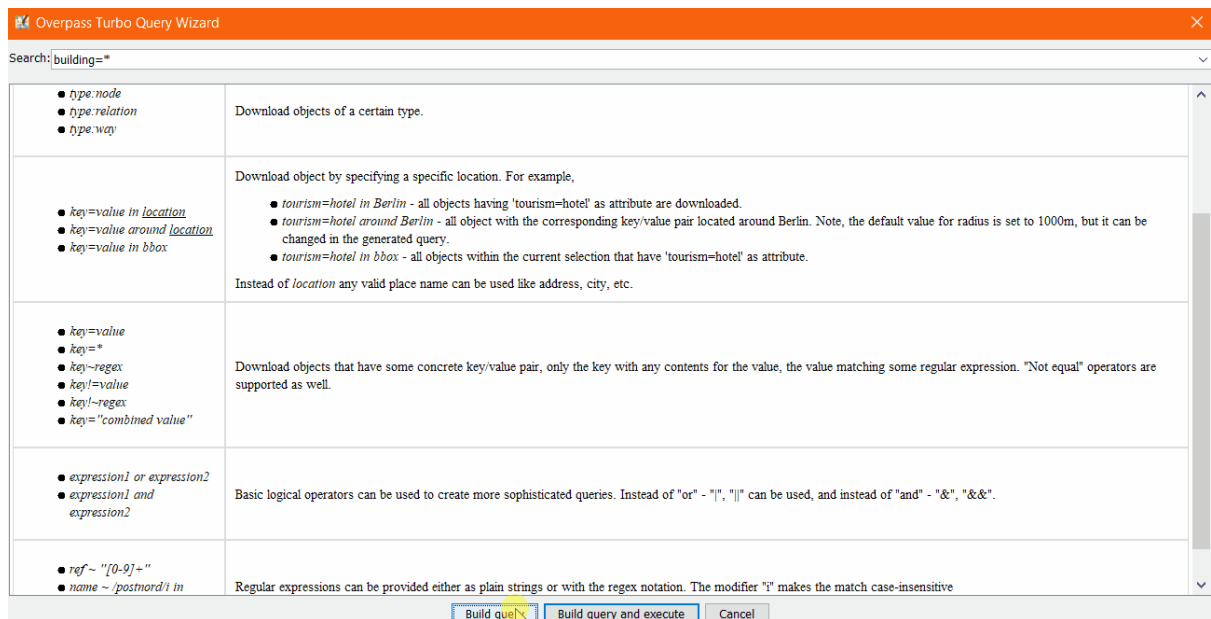 Overpass Turbo Query Wizard
Search: building=*
type:node
type:relation
type:way
Download objects of a certain type.
key=value in location
key=value around location
key=value in bbox
Download object by specifying a specific location. For example,
tourism=hotel in Berlin - all objects having 'tourism=hotel' as attribute are downloaded.
tourism=hotel around Berlin - all object with the corresponding key/value pair located around Berlin. Note, the default value for radius is set to 1000m, but it can be
changed in the generated query.
tourism=hotel in bbox - all objects within the current selection that have 'tourism=hotel' as attribute.
Instead of location any valid place name can be used like address, city, etc.
key=value
key=*
key~regex
key!=value
key!~regex
key="combined value"
Download objects that have some concrete key/value pair, only the key with any contents for the value, the value matching some regular expression. "Not equal" operators are
supported as well.
expression1 or expression2
expression1 and
expression2
Basic logical operators can be used to create more sophisticated queries. Instead of "or" - "|", "||" can be used, and instead of "and" - "&", "&&".
ref ~ "[0-9]+"
name ~ /postnord/i in
Regular expressions can be provided either as plain strings or with the regex notation. The modifier "i" makes the match case-insensitive
Build query
Build query and execute
Cancel